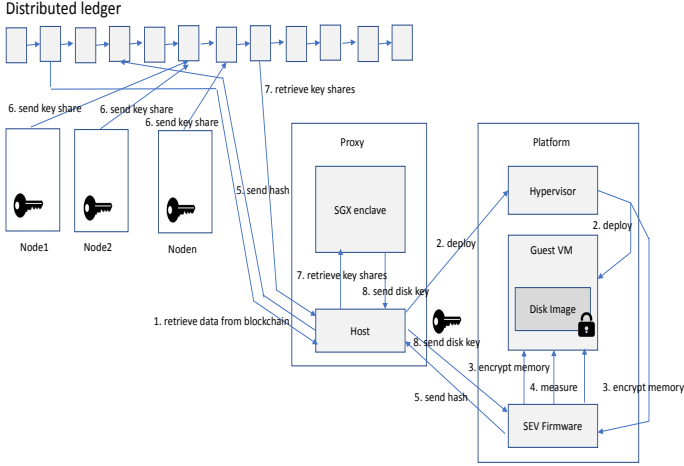 Distributed ledger
7. retrieve key shares
6. send key share
6. send key share
6. send key share
Proxy
Platform
SGX enclave
Hypervisor
5. send hash
2. deploy
2. deploy
Guest VM
Node1
Node2
Noden
7. retrieve key shares
8. send disk key
Disk Image
1. retrieve data from blockchain
Host
8. send disk key
3. encrypt memory
4. measure
3. encrypt memory
5. send hash
SEV Firmware